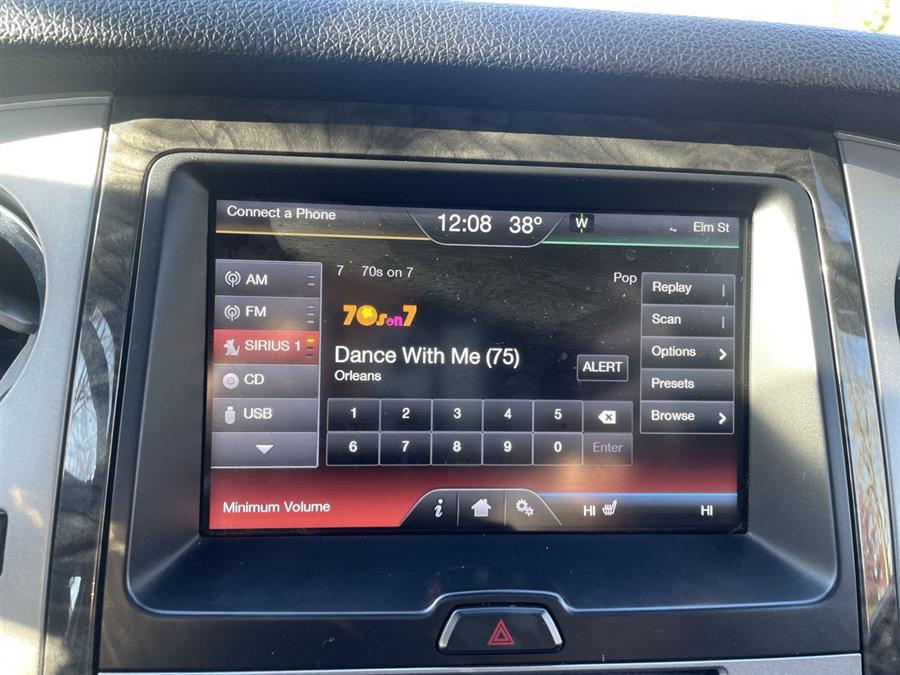 Connect a Phone
12:08 38° W Elm St
AM
FM
SIRIUS 1
CD
USB
7 70s on 7
Pop
70s on 7
Dance With Me (75)
Orleans
ALERT
1 2 3 4 5
6 7 8 9 0 Enter
Replay
Scan
Options
Presets
Browse
Minimum Volume
i
HI HI